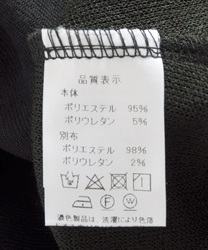 品質表示
本体
ポリエステル 95%
ポリウレタン 5%
別布
ポリエステル 98%
ポリウレタン 2%
濃色製品は 洗濯により色落